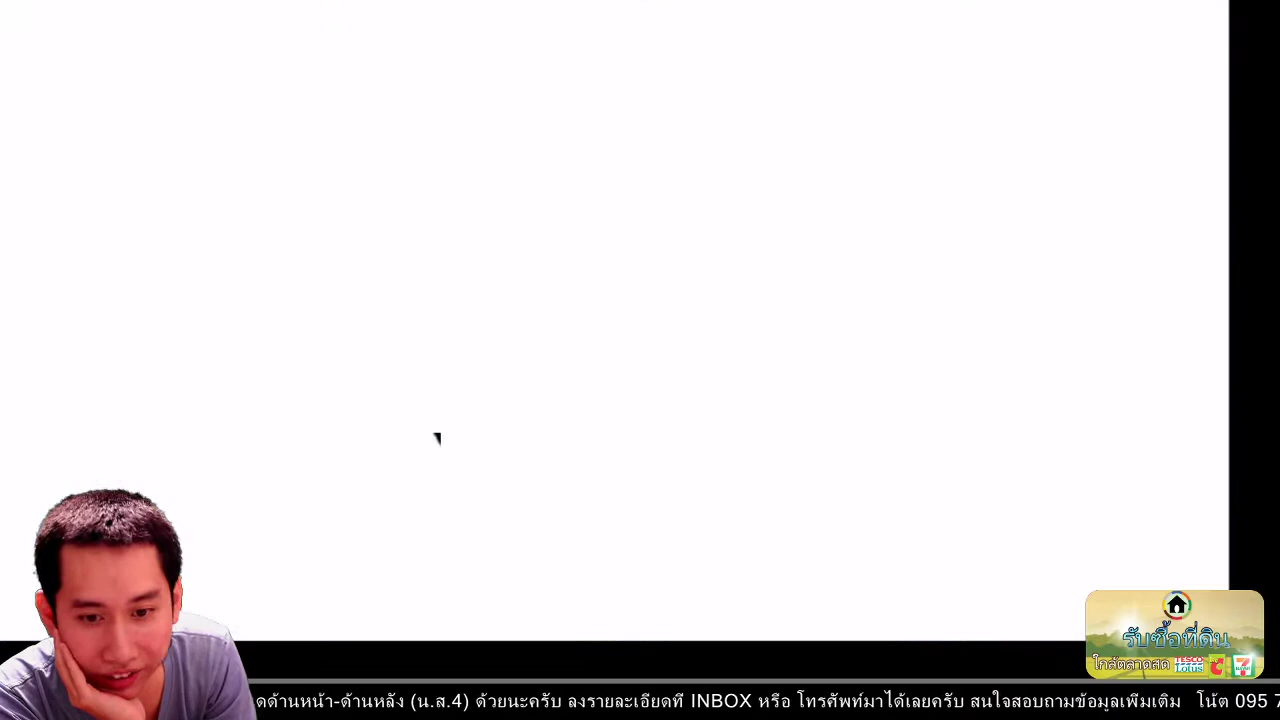 รับซื้อที่ดิน
ใกล้ตลาดสด TESCO Lotus C 7
ดด้านหน้า-ด้านหลัง (น.ส.4) ด้วยนะครับ ลงรายละเอียดที่ INBOX หรือ โทรศัพท์มาได้เลยครับ สนใจสอบถามข้อมูลเพิ่มเติม โน้ต 095 7